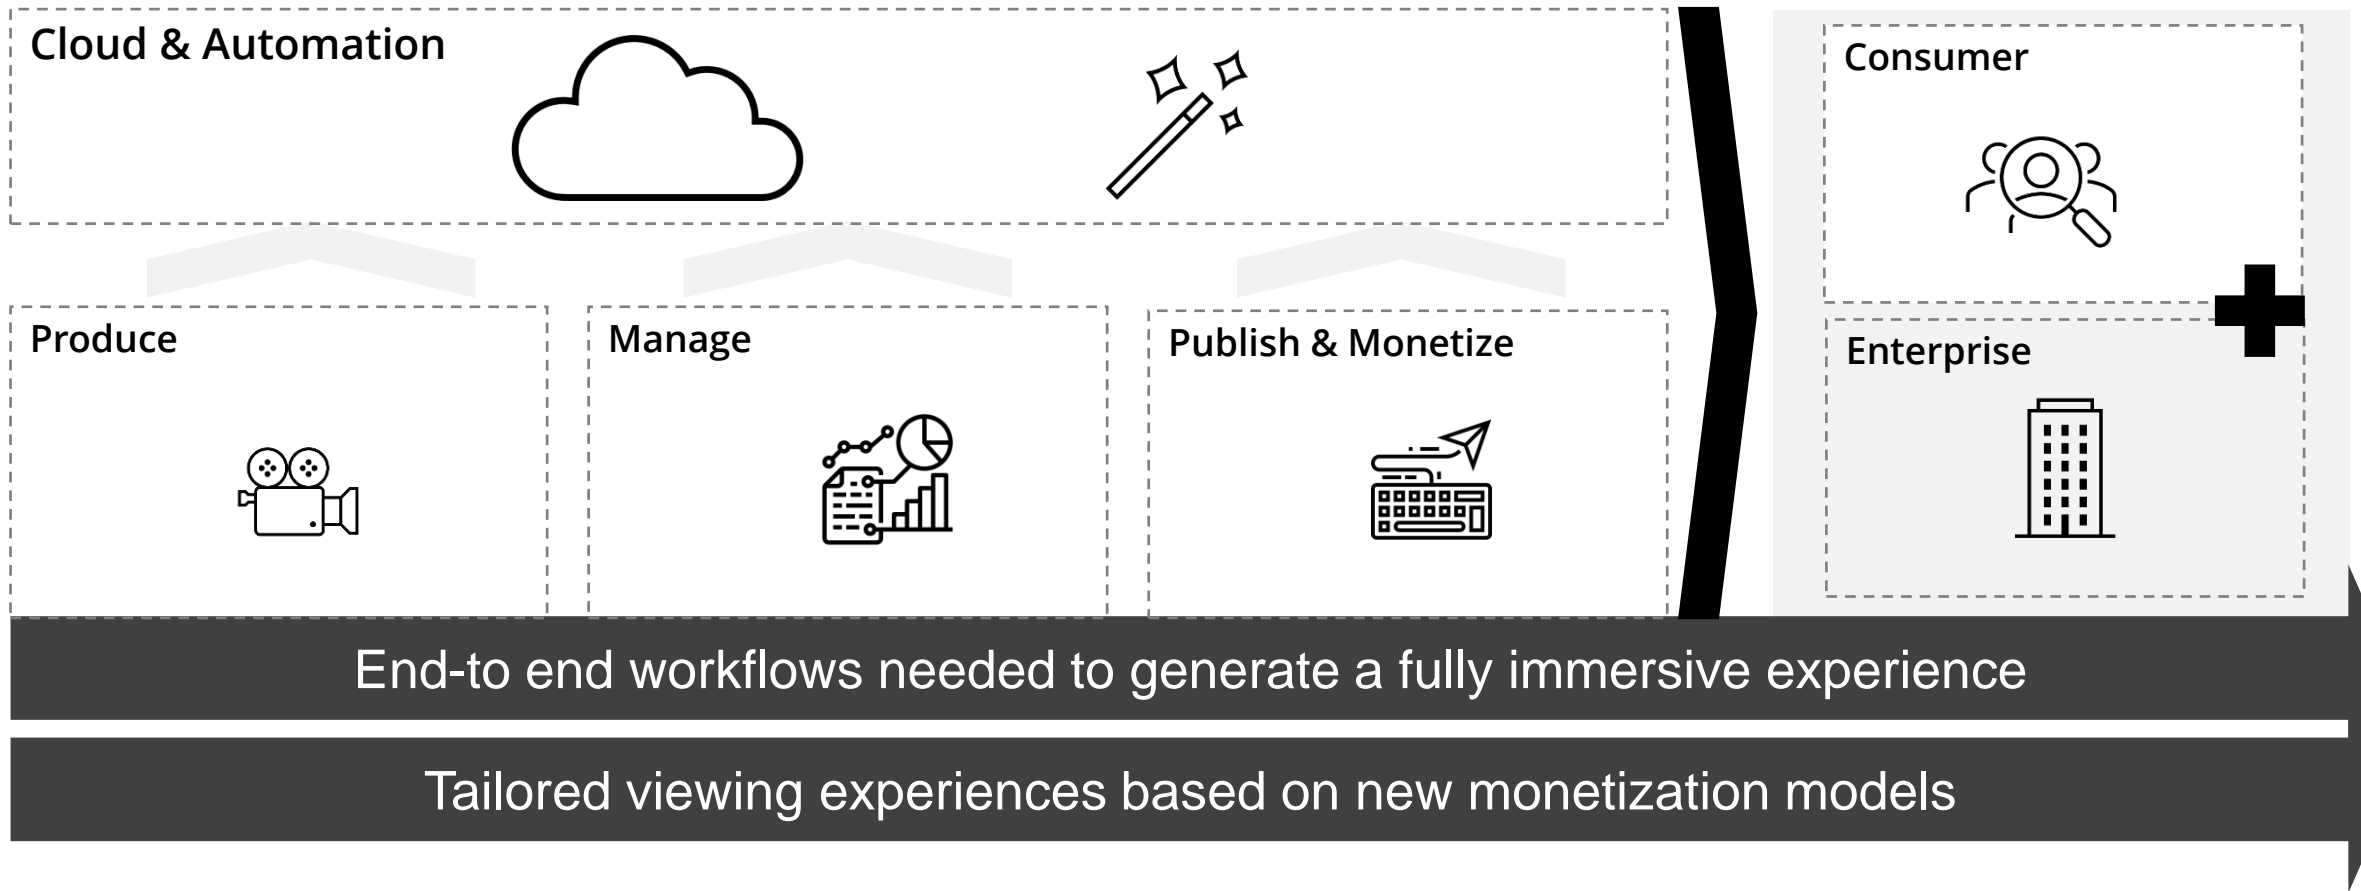 Cloud & Automation
Consumer
Produce
Manage
Publish & Monetize
Enterprise
End-to end workflows needed to generate a fully immersive experience
Tailored viewing experiences based on new monetization models